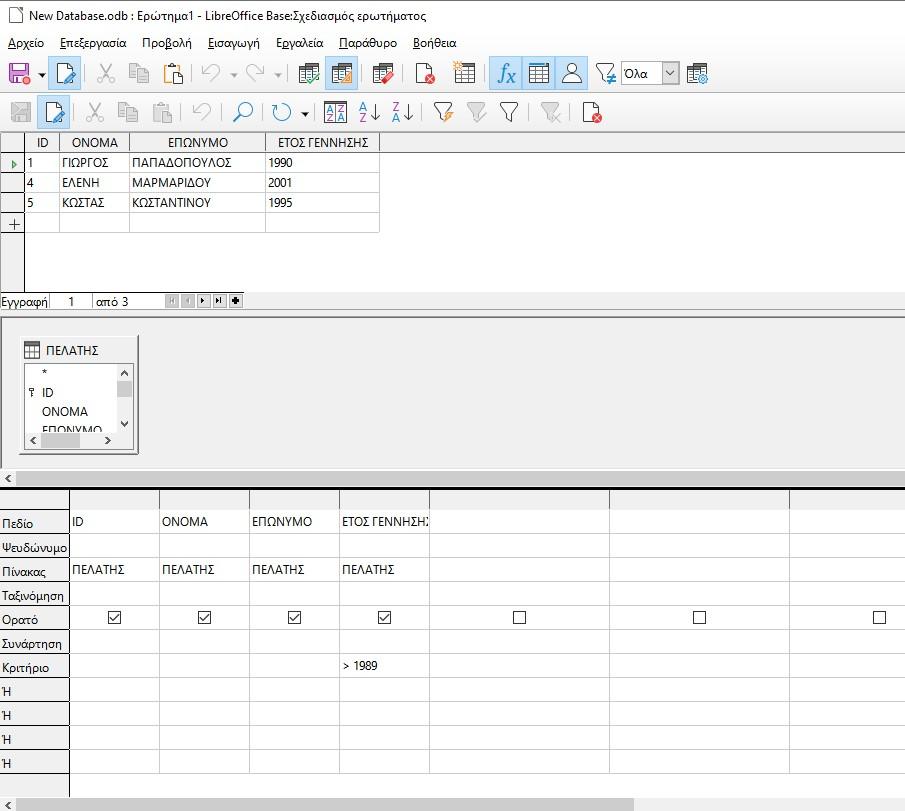 New Database.odb : Ερώτημα1 - LibreOffice Base:Σχεδιασμός ερωτήματος
Αρχείο Επεξεργασία Προβολή Εισαγωγή Εργαλεία Παράθυρο Βοήθεια
Όλα
ID ΟΝΟΜΑ ΕΠΩΝΥΜΟ ΕΤΟΣ ΓΕΝΝΗΣΗΣ
1 ΓΙΩΡΓΟΣ ΠΑΠΑΔΟΠΟΥΛΟΣ 1990
4 ΕΛΕΝΗ ΜΑΡΜΑΡΙΔΟΥ 2001
5 ΚΩΣΤΑΣ ΚΩΣΤΑΝΤΙΝΟΥ 1995
Εγγραφή 1 από 3
ΠΕΛΑΤΗΣ
*
ID
ΟΝΟΜΑ
ΕΠΩΝΥΜΟ
Πεδίο ID ΟΝΟΜΑ ΕΠΩΝΥΜΟ ΕΤΟΣ ΓΕΝΝΗΣΗΣ
Ψευδώνυμο
Πίνακας ΠΕΛΑΤΗΣ ΠΕΛΑΤΗΣ ΠΕΛΑΤΗΣ ΠΕΛΑΤΗΣ
Ταξινόμηση
Ορατό
Συνάρτηση
Κριτήριο > 1989
Ή
Ή
Ή
Ή